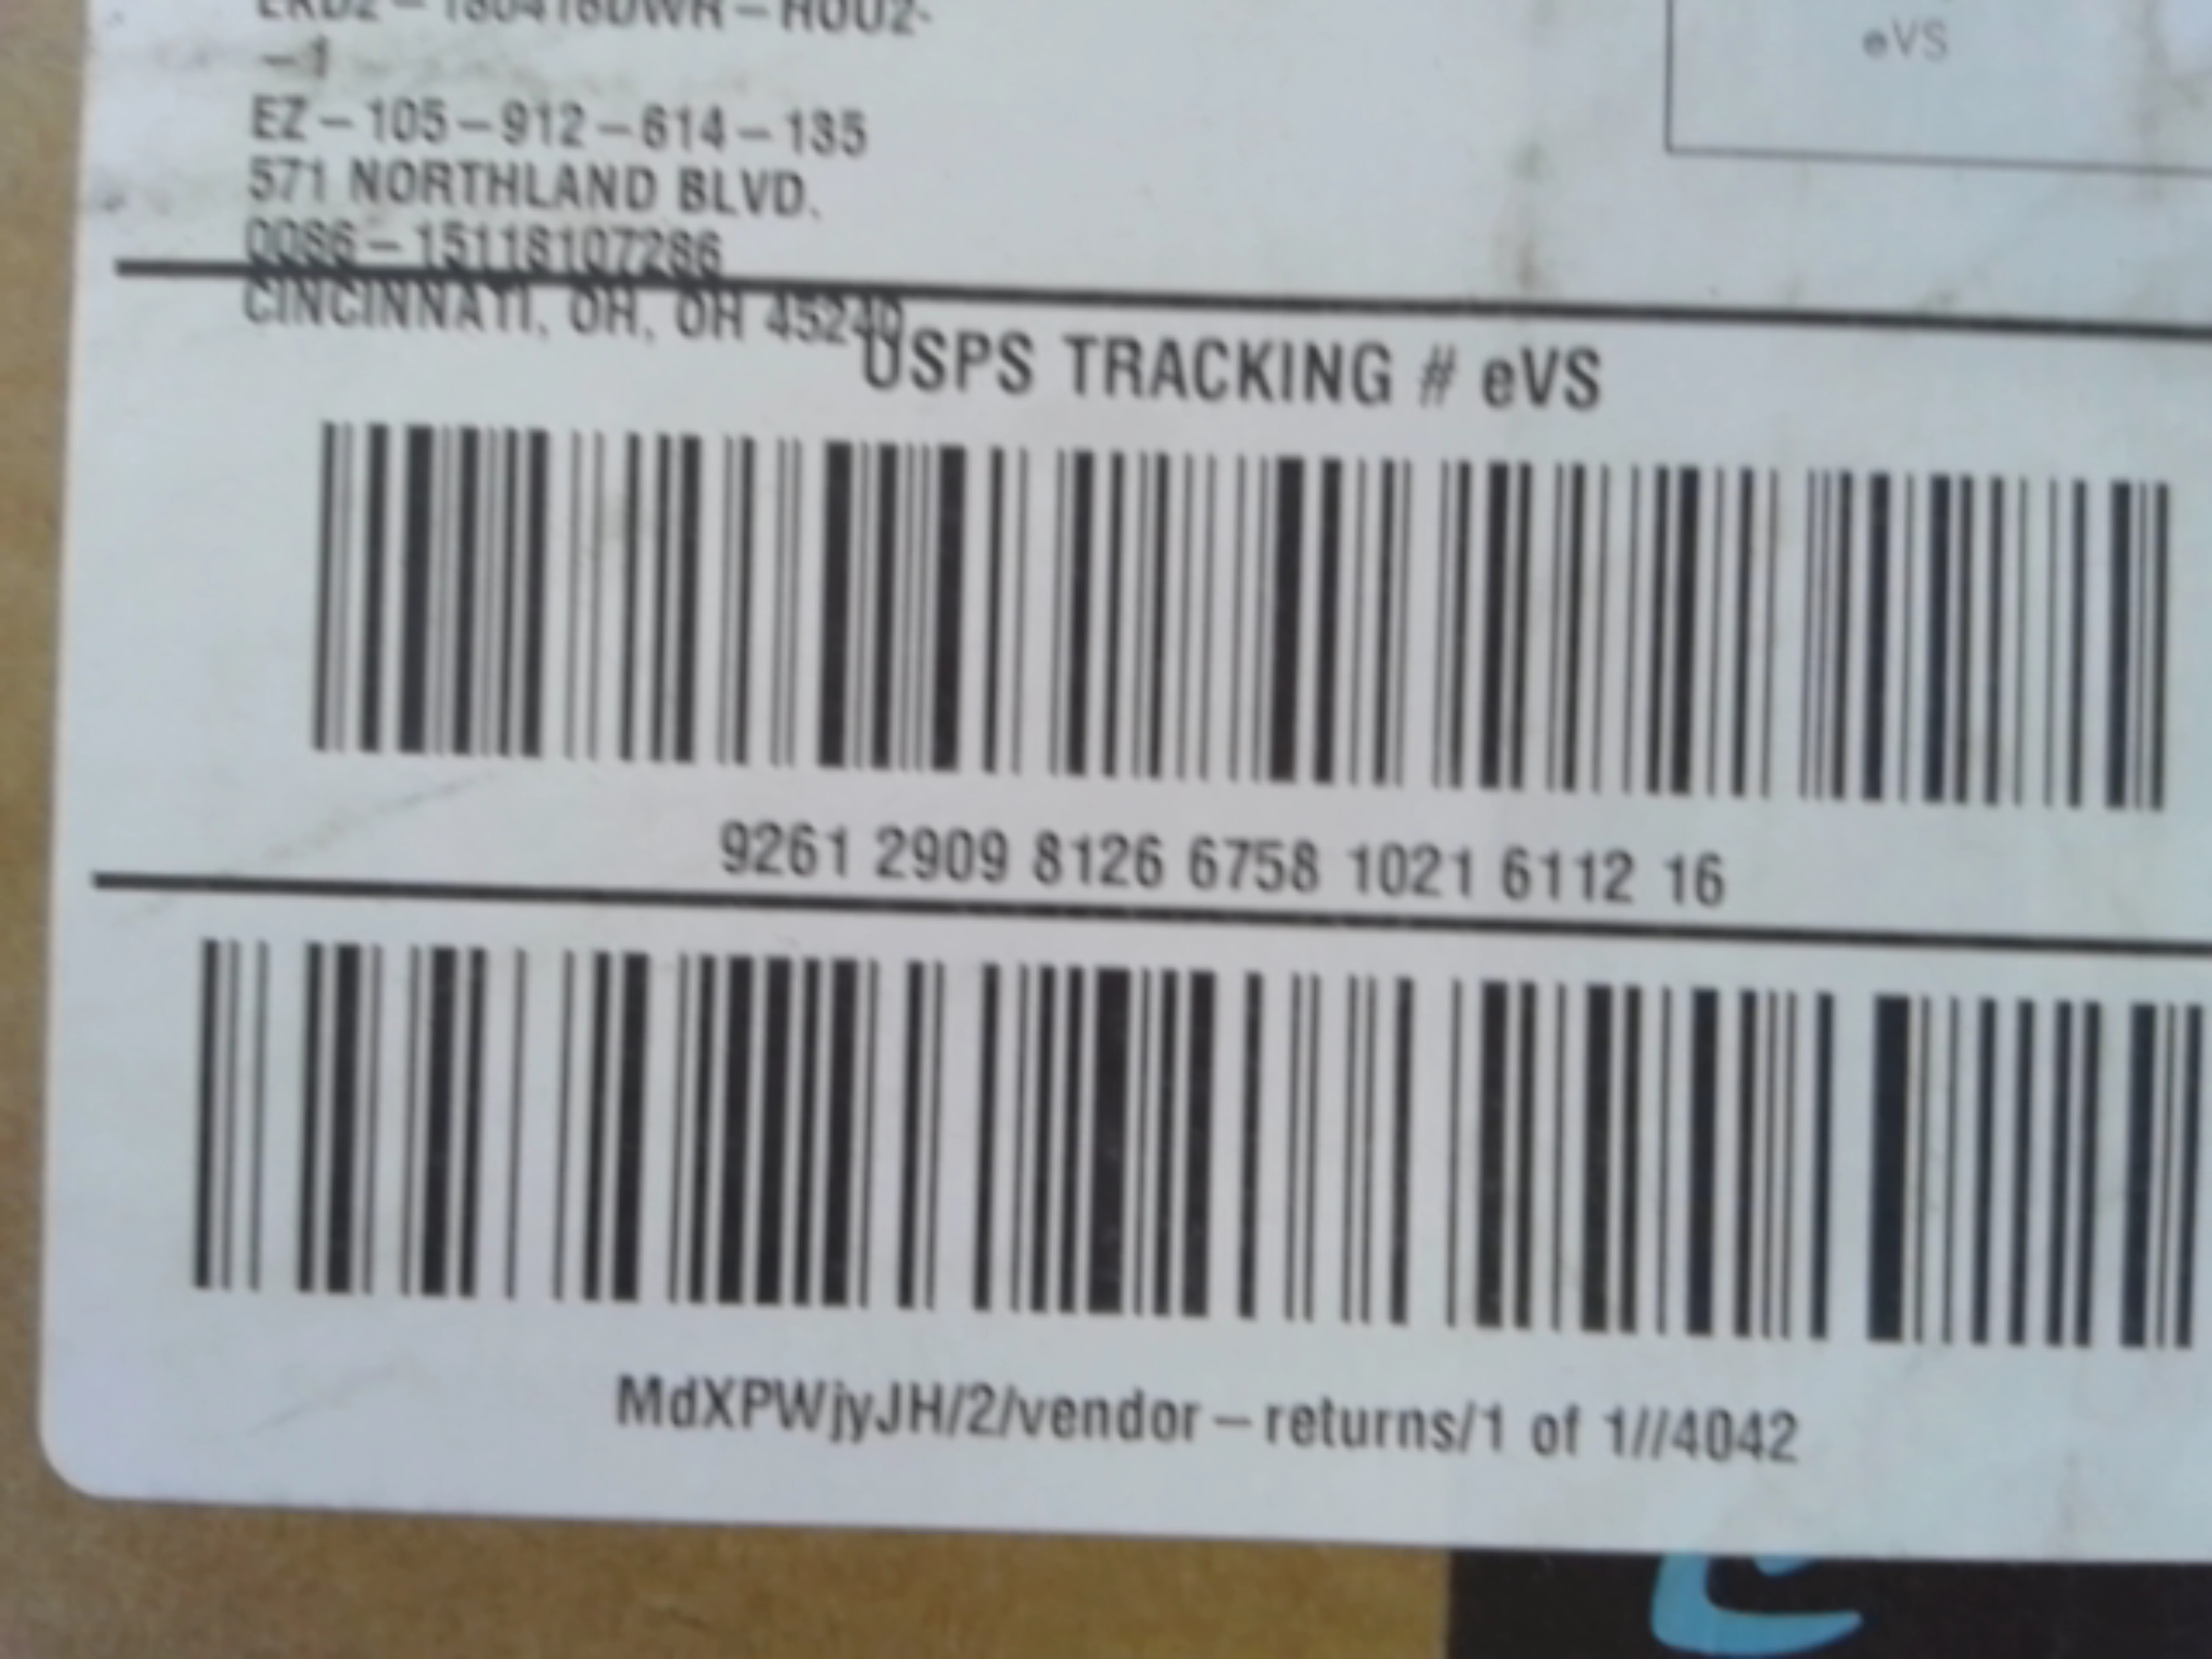 eVS
-1
EZ-105-912-614-135
571 NORTHLAND BLVD.
0086-15118107286
CINCINNATI, OH, OH 45240
USPS TRACKING # eVS
9261 2909 8126 6758 1021 6112 16
MdXPWjyJH/2/vendor-returns/1 of 1//4042